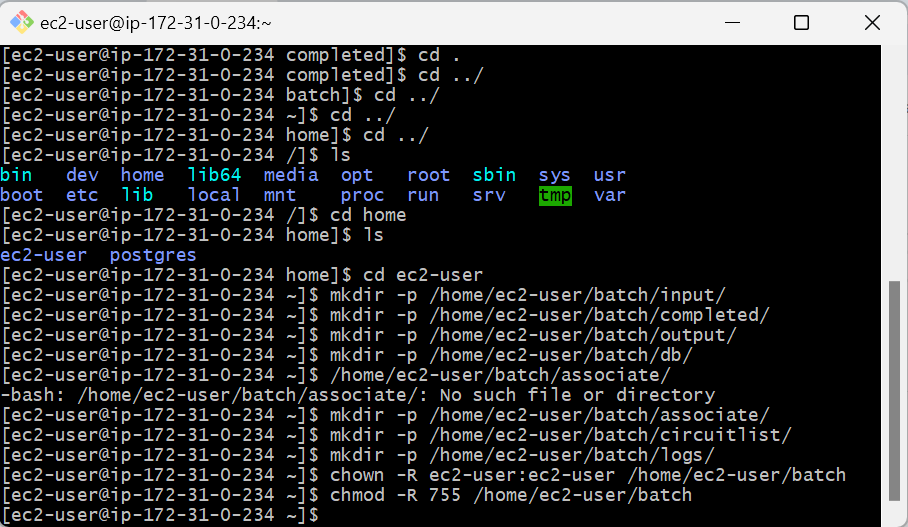 ec2-user@ip-172-31-0-234:~
[ec2-user@ip-172-31-0-234 completed]$ cd .
[ec2-user@ip-172-31-0-234 completed]$ cd ../
[ec2-user@ip-172-31-0-234 batch]$ cd ../
[ec2-user@ip-172-31-0-234 ~]$ cd ../
[ec2-user@ip-172-31-0-234 home]$ cd ../
[ec2-user@ip-172-31-0-234 /]$ ls
bin   dev  home  lib64  media  opt   root  sbin  sys  usr
boot  etc  lib   local  mnt    proc  run   srv   tmp  var
[ec2-user@ip-172-31-0-234 /]$ cd home
[ec2-user@ip-172-31-0-234 home]$ ls
ec2-user  postgres
[ec2-user@ip-172-31-0-234 home]$ cd ec2-user
[ec2-user@ip-172-31-0-234 ~]$ mkdir -p /home/ec2-user/batch/input/
[ec2-user@ip-172-31-0-234 ~]$ mkdir -p /home/ec2-user/batch/completed/
[ec2-user@ip-172-31-0-234 ~]$ mkdir -p /home/ec2-user/batch/output/
[ec2-user@ip-172-31-0-234 ~]$ mkdir -p /home/ec2-user/batch/db/
[ec2-user@ip-172-31-0-234 ~]$ /home/ec2-user/batch/associate/
-bash: /home/ec2-user/batch/associate/: No such file or directory
[ec2-user@ip-172-31-0-234 ~]$ mkdir -p /home/ec2-user/batch/associate/
[ec2-user@ip-172-31-0-234 ~]$ mkdir -p /home/ec2-user/batch/circuitlist/
[ec2-user@ip-172-31-0-234 ~]$ mkdir -p /home/ec2-user/batch/logs/
[ec2-user@ip-172-31-0-234 ~]$ chown -R ec2-user:ec2-user /home/ec2-user/batch
[ec2-user@ip-172-31-0-234 ~]$ chmod -R 755 /home/ec2-user/batch
[ec2-user@ip-172-31-0-234 ~]$